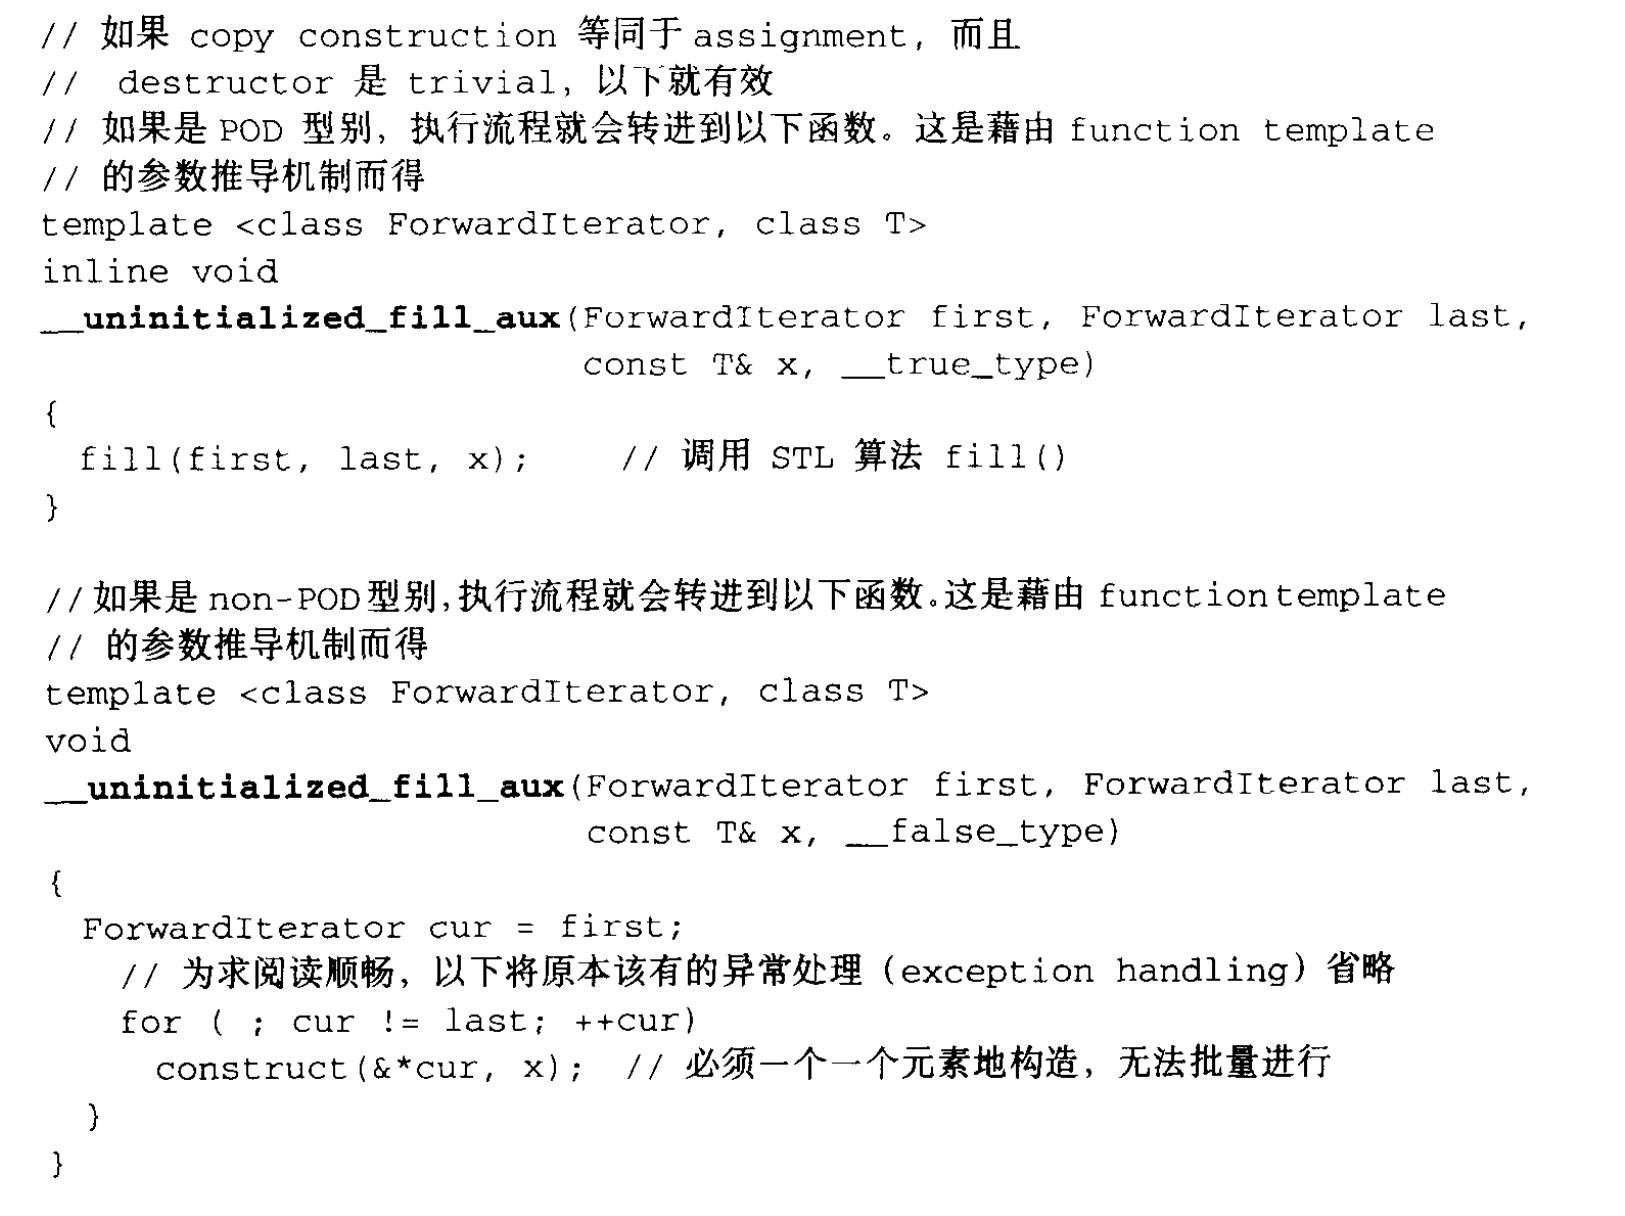 // 如果 copy construction 等同于 assignment, 而且
//  destructor 是 trivial, 以下就有效
// 如果是 POD 型别, 执行流程就会转进到以下函数。这是藉由 function template
// 的参数推导机制而得
template <class ForwardIterator, class T>
inline void
__uninitialized_fill_aux(ForwardIterator first, ForwardIterator last,
                         const T& x, __true_type)
{
  fill(first, last, x);     // 调用 STL 算法 fill()
}
//如果是 non-POD 型别,执行流程就会转进到以下函数。这是藉由 functiontemplate
// 的参数推导机制而得
template <class ForwardIterator, class T>
void
__uninitialized_fill_aux(ForwardIterator first, ForwardIterator last,
                         const T& x, __false_type)
{
  ForwardIterator cur = first;
    // 为求阅读顺畅, 以下将原本该有的异常处理 (exception handling) 省略
    for ( ; cur != last; ++cur)
      construct(&*cur, x);  // 必须一个一个元素地构造, 无法批量进行
  }
}